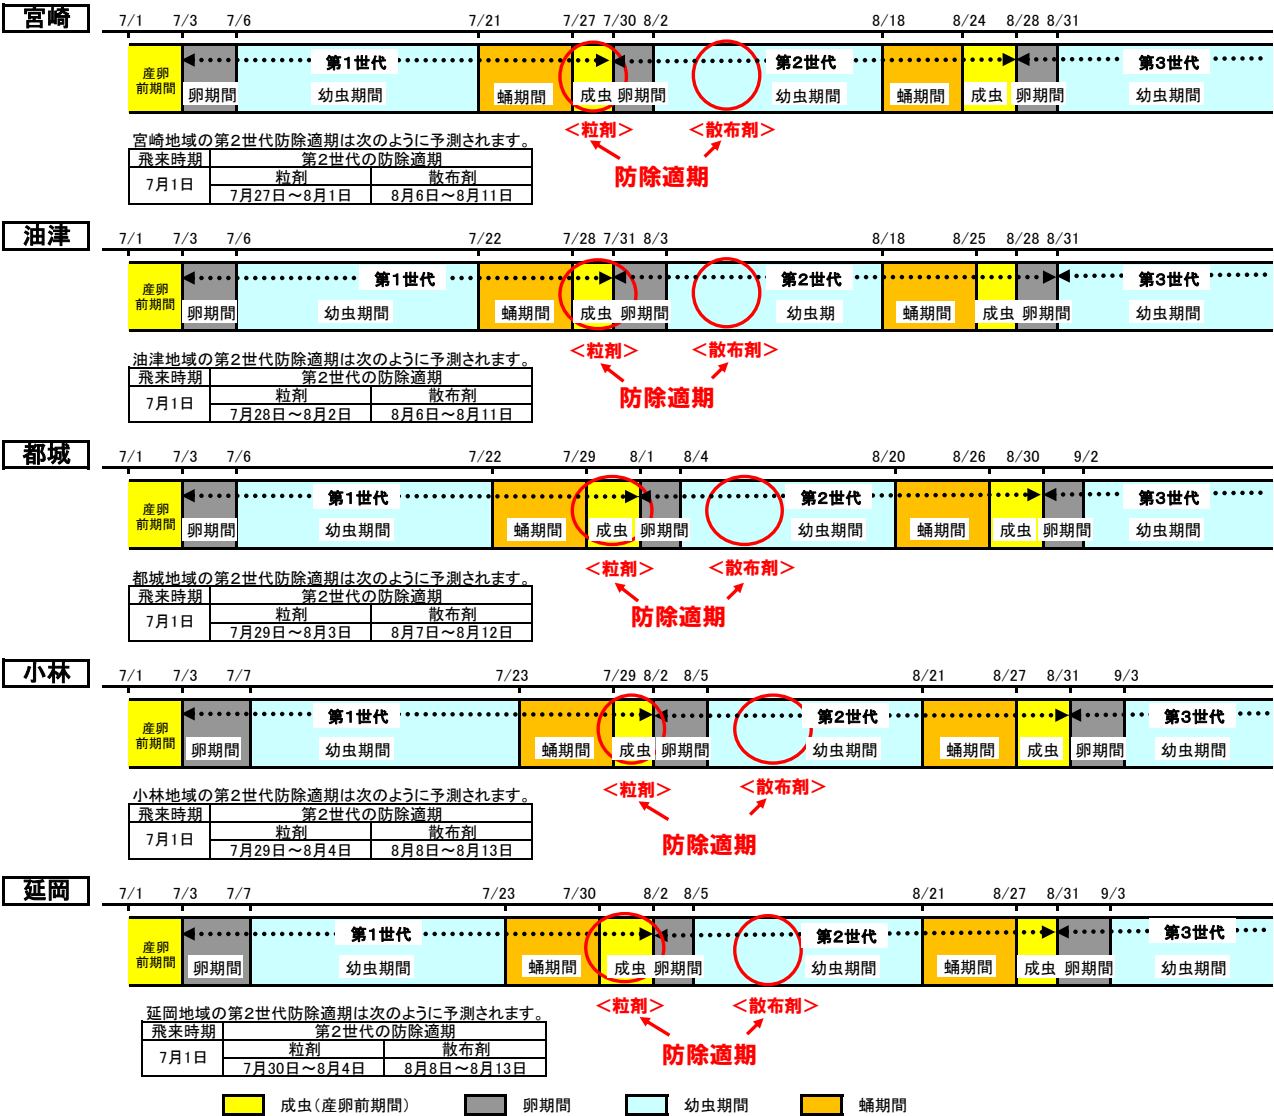 宮崎
7/1 7/3 7/6 7/21 7/27 7/30 8/2 8/18 8/24 8/28 8/31
第1世代 第2世代 第3世代
産卵
前期間
卵期間 幼虫期間 蛹期間 成虫 卵期間 幼虫期間 蛹期間 成虫 卵期間 幼虫期間
<粒剤> <散布剤>
防除適期
宮崎地域の第2世代防除適期は次のように予測されます。
飛来時期 第2世代の防除適期
粒剤 散布剤
7月1日 7月27日~8月1日 8月6日~8月11日
油津
7/1 7/3 7/6 7/22 7/28 7/31 8/3 8/18 8/25 8/28 8/31
第1世代 第2世代 第3世代
産卵
前期間
卵期間 幼虫期間 蛹期間 成虫 卵期間 幼虫期 蛹期間 成虫 卵期間 幼虫期間
<粒剤> <散布剤>
防除適期
油津地域の第2世代防除適期は次のように予測されます。
飛来時期 第2世代の防除適期
粒剤 散布剤
7月1日 7月28日~8月2日 8月6日~8月11日
都城
7/1 7/3 7/6 7/22 7/29 8/1 8/4 8/20 8/26 8/30 9/2
第1世代 第2世代 第3世代
産卵
前期間
卵期間 幼虫期間 蛹期間 成虫 卵期間 幼虫期間 蛹期間 成虫 卵期間 幼虫期間
<粒剤> <散布剤>
防除適期
都城地域の第2世代防除適期は次のように予測されます。
飛来時期 第2世代の防除適期
粒剤 散布剤
7月1日 7月29日~8月3日 8月7日~8月12日
小林
7/1 7/3 7/7 7/23 7/29 8/2 8/5 8/21 8/27 8/31 9/3
第1世代 第2世代 第3世代
産卵
前期間
卵期間 幼虫期間 蛹期間 成虫 卵期間 幼虫期間 蛹期間 成虫 卵期間 幼虫期間
<粒剤> <散布剤>
防除適期
小林地域の第2世代防除適期は次のように予測されます。
飛来時期 第2世代の防除適期
粒剤 散布剤
7月1日 7月29日~8月4日 8月8日~8月13日
延岡
7/1 7/3 7/7 7/23 7/30 8/2 8/5 8/21 8/27 8/31 9/3
第1世代 第2世代 第3世代
産卵
前期間
卵期間 幼虫期間 蛹期間 成虫 卵期間 幼虫期間 蛹期間 成虫 卵期間 幼虫期間
<粒剤> <散布剤>
防除適期
延岡地域の第2世代防除適期は次のように予測されます。
飛来時期 第2世代の防除適期
粒剤 散布剤
7月1日 7月30日~8月4日 8月8日~8月13日
成虫(産卵前期間) 卵期間 幼虫期間 蛹期間